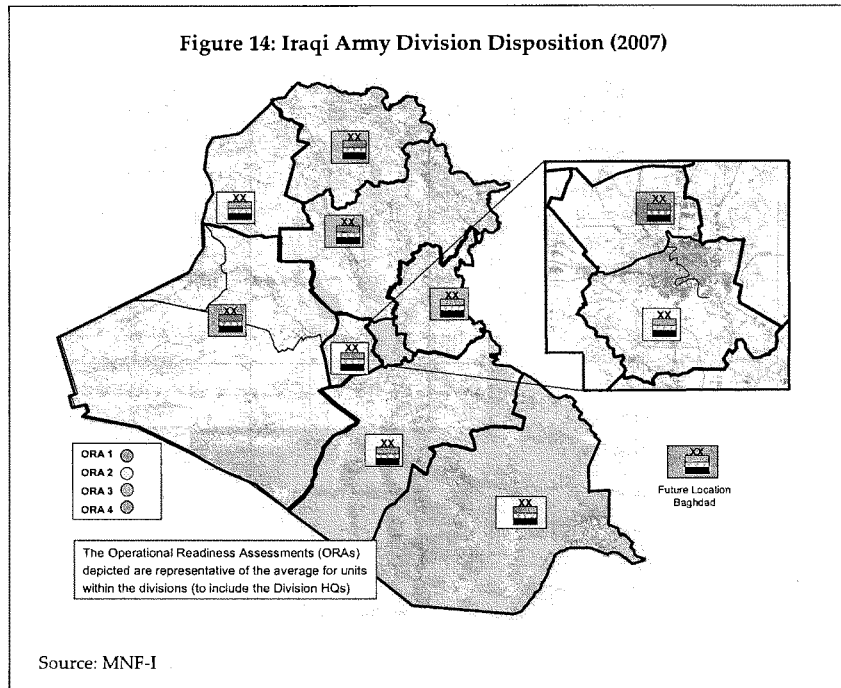 Figure 14: Iraqi Army Division Disposition (2007)
XX
XX
XX
XX
XX
XX
XX
XX
XX
XX
XX
Future Location
Baghdad
ORA 1
ORA 2
ORA 3
ORA 4
The Operational Readiness Assessments (ORAs)
depicted are representative of the average for units
within the divisions (to include the Division HQs)
Source: MNF-I